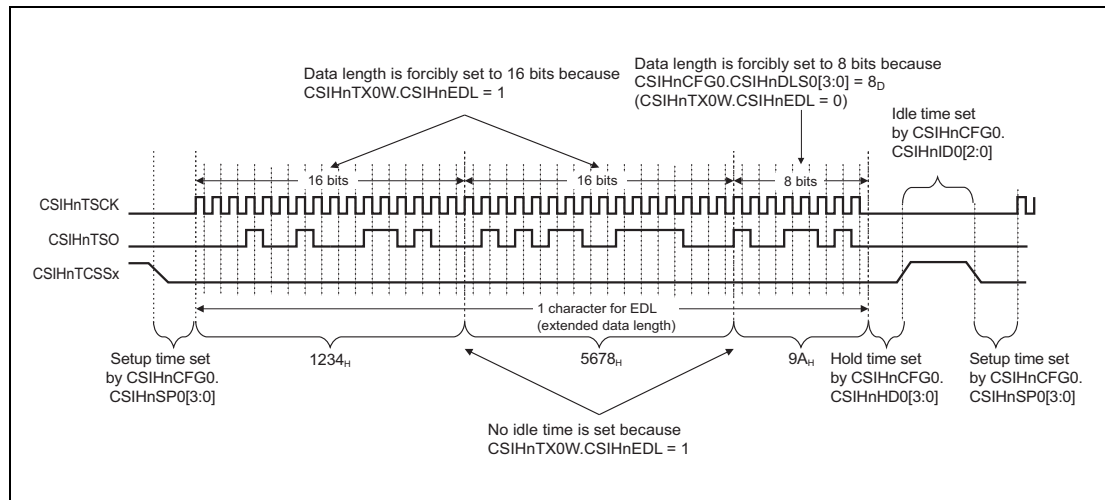 Data length is forcibly set to 16 bits because
CSIHnTX0W.CSIHnEDL = 1
Data length is forcibly set to 8 bits because
CSIHnCFG0.CSIHnDLS0[3:0] = 8D
(CSIHnTX0W.CSIHnEDL = 0)
Idle time set
by CSIHnCFG0.
CSIHnID0[2:0]
16 bits
16 bits
8 bits
CSIHnTSCK
CSIHnTSO
CSIHnTCSSx
1 character for EDL
(extended data length)
Setup time set
by CSIHnCFG0.
CSIHnSP0[3:0]
1234H
5678H
9AH
Hold time set
by CSIHnCFG0.
CSIHnHD0[3:0]
Setup time set
by CSIHnCFG0.
CSIHnSP0[3:0]
No idle time is set because
CSIHnTX0W.CSIHnEDL = 1